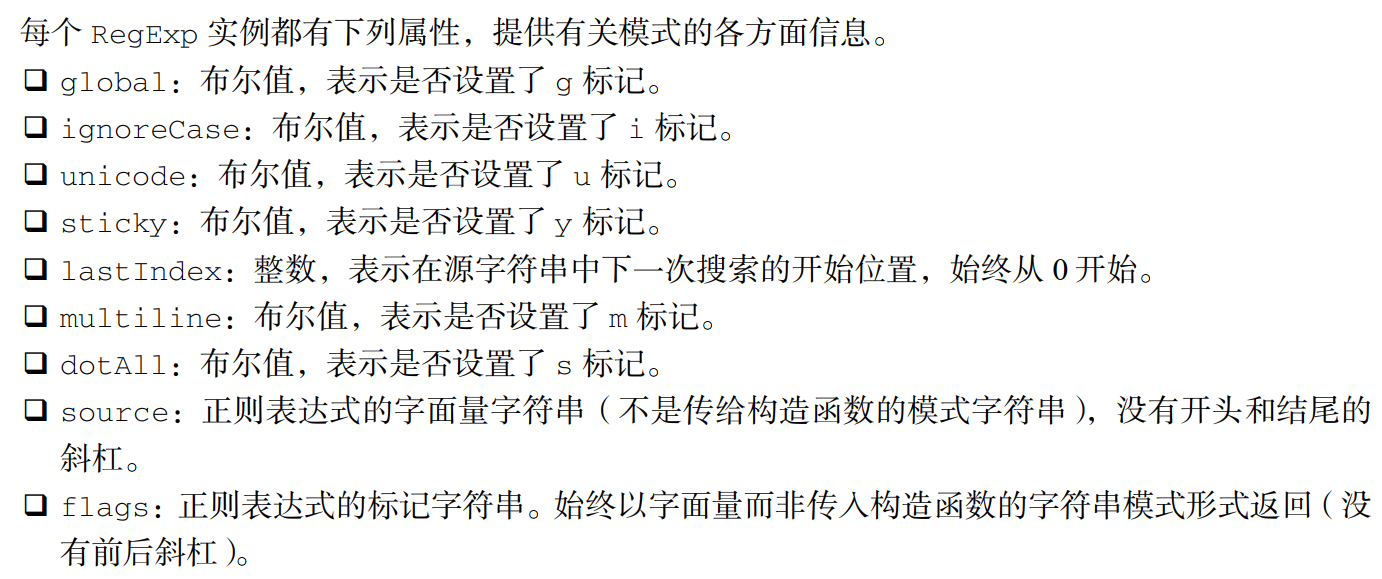 每个 RegExp 实例都有下列属性，提供有关模式的各方面信息。
❑ global：布尔值，表示是否设置了 g 标记。
❑ ignoreCase：布尔值，表示是否设置了 i 标记。
❑ unicode：布尔值，表示是否设置了 u 标记。
❑ sticky：布尔值，表示是否设置了 y 标记。
❑ lastIndex：整数，表示在源字符串中下一次搜索的开始位置，始终从 0 开始。
❑ multiline：布尔值，表示是否设置了 m 标记。
❑ dotAll：布尔值，表示是否设置了 s 标记。
❑ source：正则表达式的字面量字符串（不是传给构造函数的模式字符串），没有开头和结尾的
斜杠。
❑ flags：正则表达式的标记字符串。始终以字面量而非传入构造函数的字符串模式形式返回（没
有前后斜杠）。